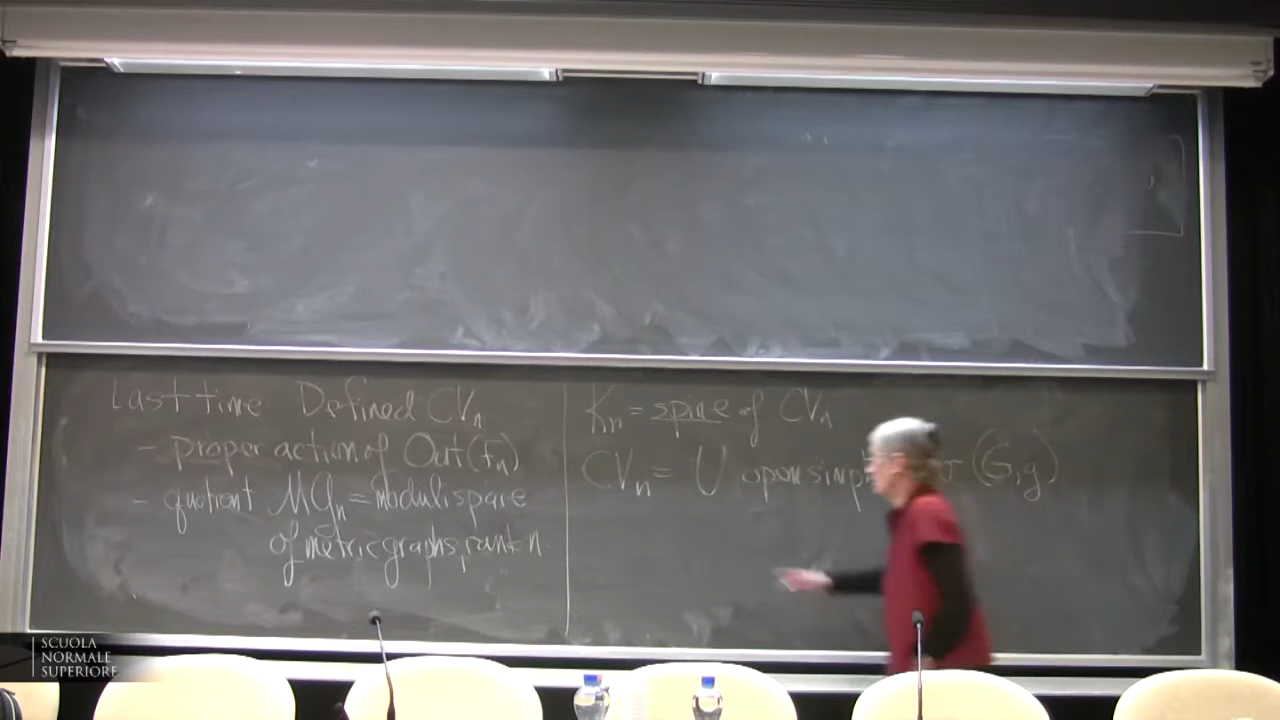 Last time Defined CVn
- proper action of Out(Fn)
- quotient MGn = moduli space
of metric graphs, rank n
Kn = spine of CVn
CVn = U open simpl σ(G,g)
SCUOLA
NORMALE
SUPERIORE